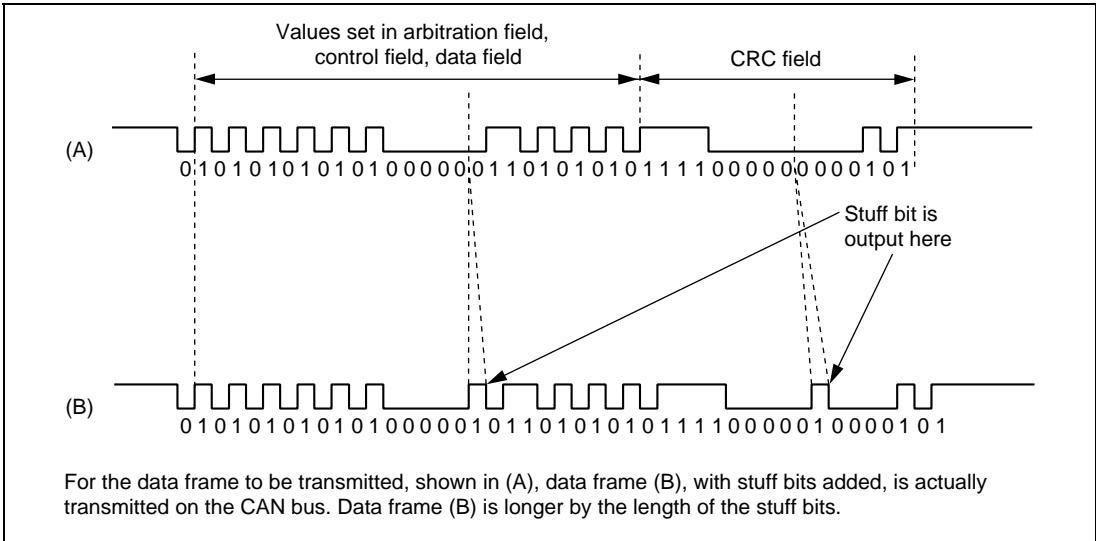 Values set in arbitration field,
control field, data field
CRC field
(A)
0 1 0 1 0 1 0 1 0 1 0 1 0 0 0 0 0 0 1 1 0 1 0 1 0 1 0 1 1 1 1 0 0 0 0 0 0 0 0 0 1 0 1
Stuff bit is
output here
(B)
0 1 0 1 0 1 0 1 0 1 0 1 0 0 0 0 0 1 0 1 1 0 1 0 1 0 1 0 1 1 1 1 0 0 0 0 0 1 0 0 0 0 1 0 1
For the data frame to be transmitted, shown in (A), data frame (B), with stuff bits added, is actually
transmitted on the CAN bus. Data frame (B) is longer by the length of the stuff bits.